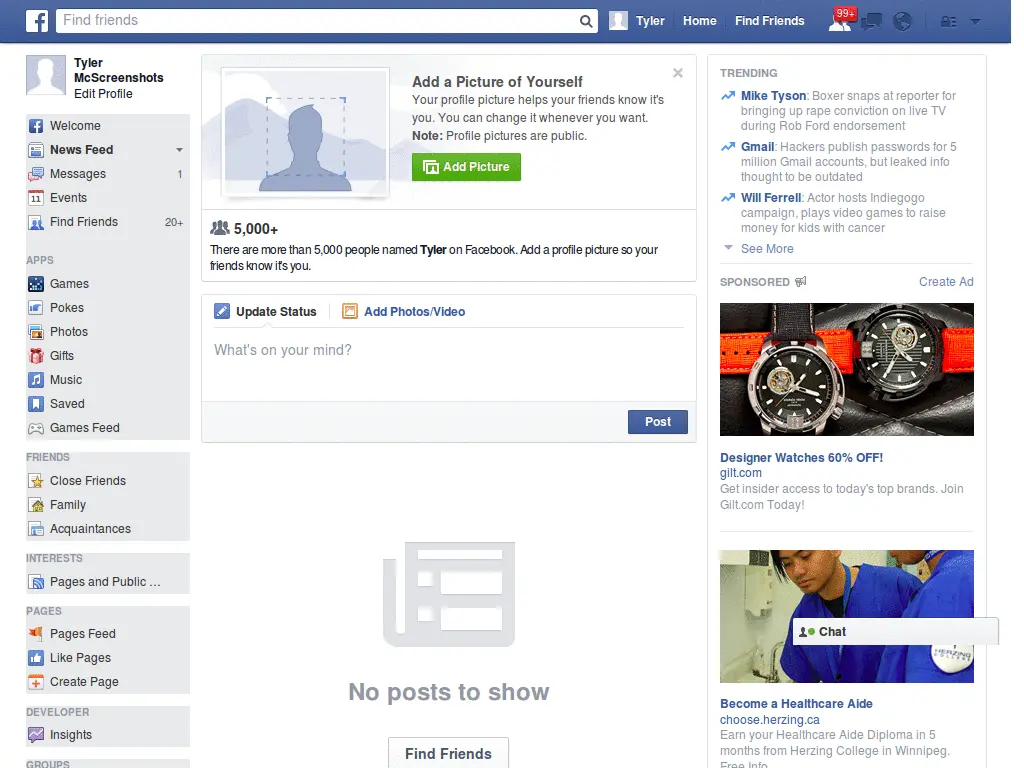 Find friends
Tyler
Home
Find Friends
99+
Tyler
McScreenshots
Edit Profile
Welcome
News Feed
Messages 1
11 Events
Find Friends 20+
APPS
Games
Pokes
Photos
Gifts
Music
Saved
Games Feed
FRIENDS
Close Friends
Family
Acquaintances
INTERESTS
Pages and Public ...
PAGES
Pages Feed
Like Pages
Create Page
DEVELOPER
Insights
GROUPS
Add a Picture of Yourself
Your profile picture helps your friends know it's
you. You can change it whenever you want.
Note: Profile pictures are public.
Add Picture
5,000+
There are more than 5,000 people named Tyler on Facebook. Add a profile picture so your
friends know it's you.
Update Status
Add Photos/Video
What's on your mind?
Post
No posts to show
Find Friends
TRENDING
Mike Tyson: Boxer snaps at reporter for
bringing up rape conviction on live TV
during Rob Ford endorsement
Gmail: Hackers publish passwords for 5
million Gmail accounts, but leaked info
thought to be outdated
Will Ferrell: Actor hosts Indiegogo
campaign, plays video games to raise
money for kids with cancer
See More
SPONSORED
Create Ad
Designer Watches 60% OFF!
gilt.com
Get insider access to today's top brands. Join
Gilt.com Today!
Chat
HERZING
COLLEGE
Become a Healthcare Aide
choose.herzing.ca
Earn your Healthcare Aide Diploma in 5
months from Herzing College in Winnipeg.
Free Info